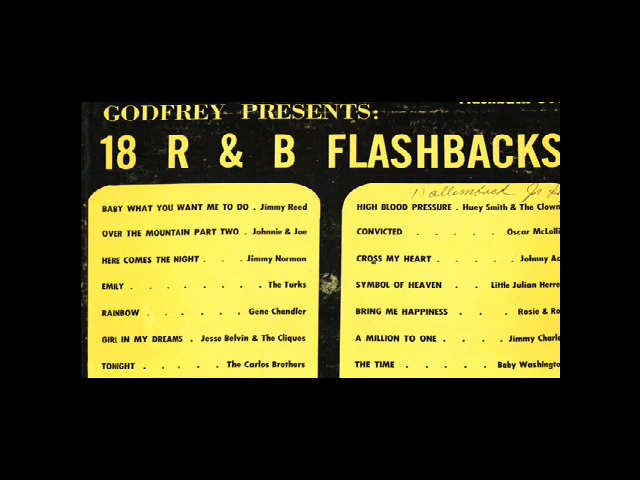 GODFREY PRESENTS:
18 R & B FLASHBACKS
BABY WHAT YOU WANT ME TO DO . Jimmy Reed
OVER THE MOUNTAIN PART TWO . Johnnie & Joe
HERE COMES THE NIGHT . . . Jimmy Norman
EMILY . . . . . . . . The Turks
RAINBOW . . . . . Gene Chandler
GIRL IN MY DREAMS . Jesse Belvin & The Cliques
TONIGHT . . . . . The Carlos Brothers
HIGH BLOOD PRESSURE . Huey Smith & The Clown
CONVICTED . . . . . Oscar McLolli
CROSS MY HEART . . . . . Johnny Ac
SYMBOL OF HEAVEN . . Little Julian Herre
BRING ME HAPPINESS . . . Rosie & Ro
A MILLION TO ONE . . . . Jimmy Charle
THE TIME . . . . . Baby Washingto